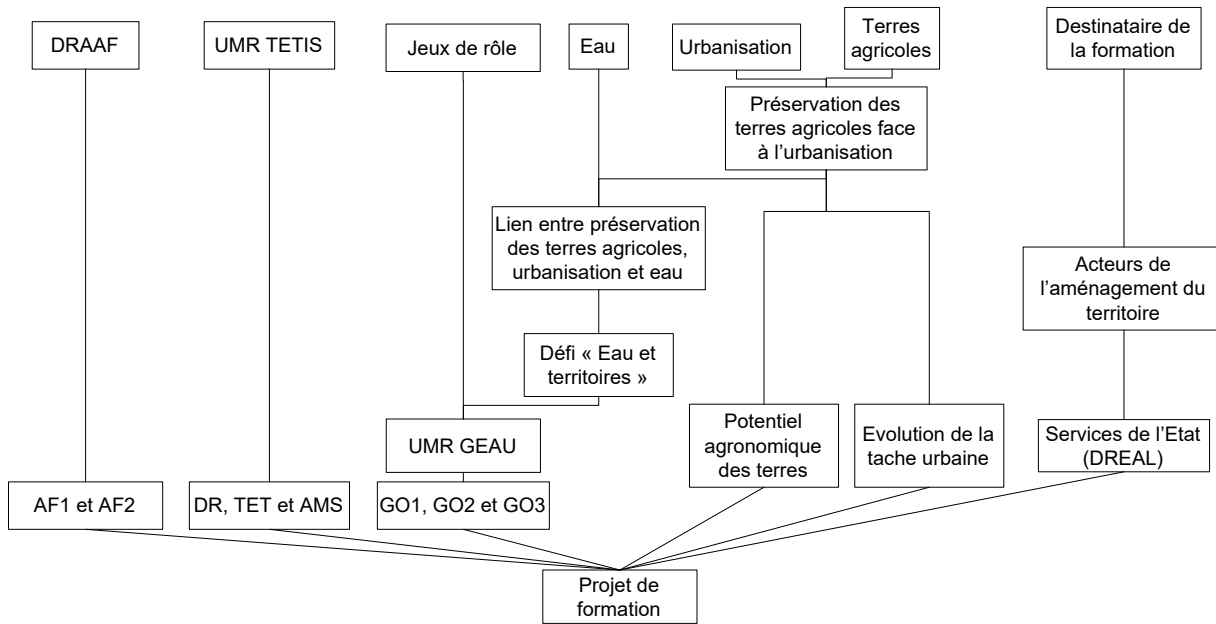 DRAAF
UMR TETIS
Jeux de rôle
Eau
Urbanisation
Terres
agricoles
Destinataire de
la formation
Préservation des
terres agricoles face
à l’urbanisation
Lien entre préservation
des terres agricoles,
urbanisation et eau
Acteurs de
l’aménagement du
territoire
Défi « Eau et
territoires »
UMR GEAU
Potentiel
agronomique
des terres
Evolution de la
tache urbaine
Services de l’Etat
(DREAL)
AF1 et AF2
DR, TET et AMS
GO1, GO2 et GO3
Projet de
formation